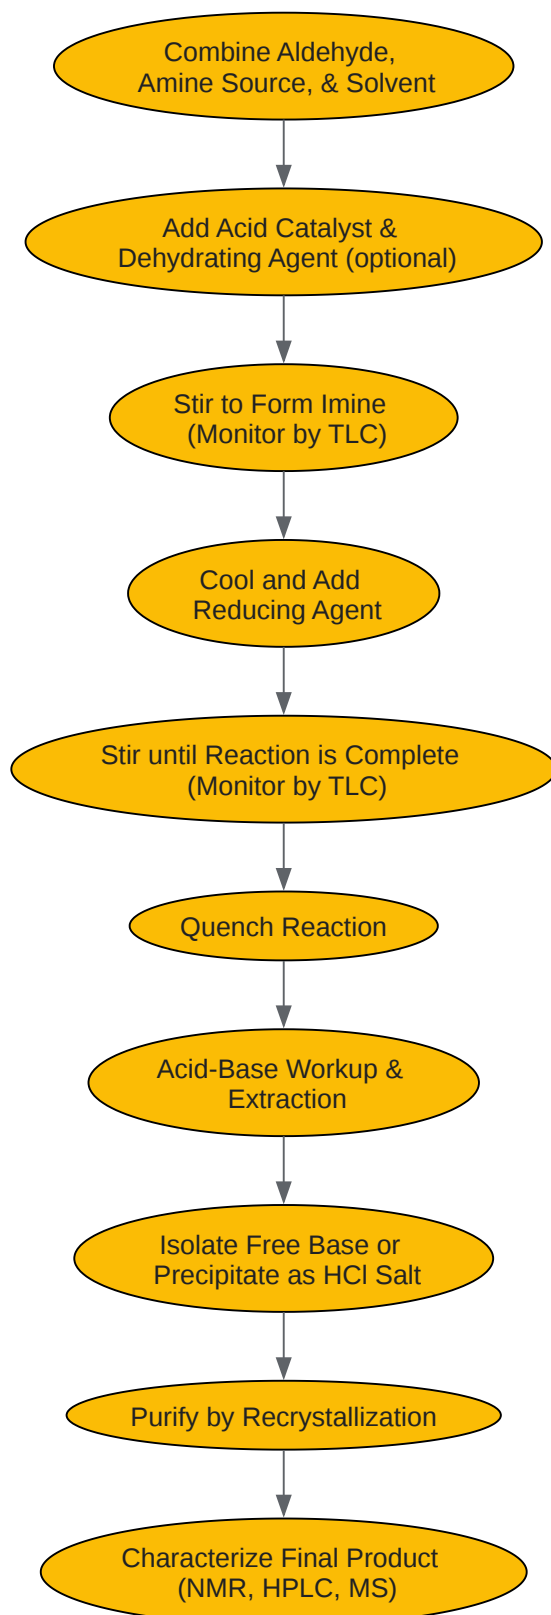 Combine Aldehyde,
Amine Source, & Solvent
Add Acid Catalyst &
Dehydrating Agent (optional)
Stir to Form Imine
(Monitor by TLC)
Cool and Add
Reducing Agent
Stir until Reaction is Complete
(Monitor by TLC)
Quench Reaction
Acid-Base Workup &
Extraction
Isolate Free Base or
Precipitate as HCl Salt
Purify by Recrystallization
Characterize Final Product
(NMR, HPLC, MS)